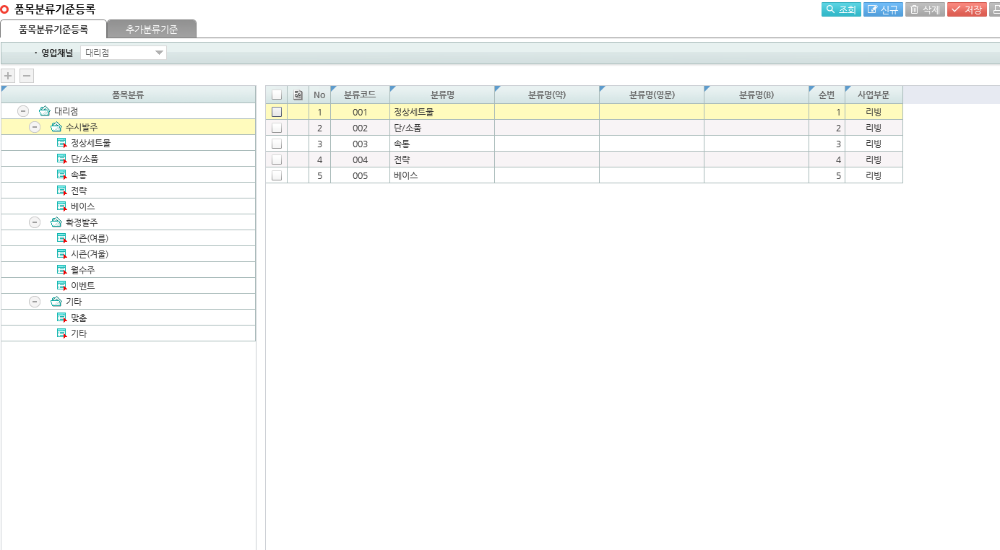 품목분류기준등록
조회 신규 삭제 저장
품목분류기준등록 추가분류기준
· 영업채널 대리점
품목분류
대리점
수시발주
정상세트물
단/소품
속통
전략
베이스
확정발주
시즌(여름)
시즌(겨울)
월수주
이벤트
기타
맞춤
기타
No 분류코드 분류명 분류명(약) 분류명(영문) 분류명(B) 순번 사업부문
1 001 정상세트물 1 리빙
2 002 단/소품 2 리빙
3 003 속통 3 리빙
4 004 전략 4 리빙
5 005 베이스 5 리빙